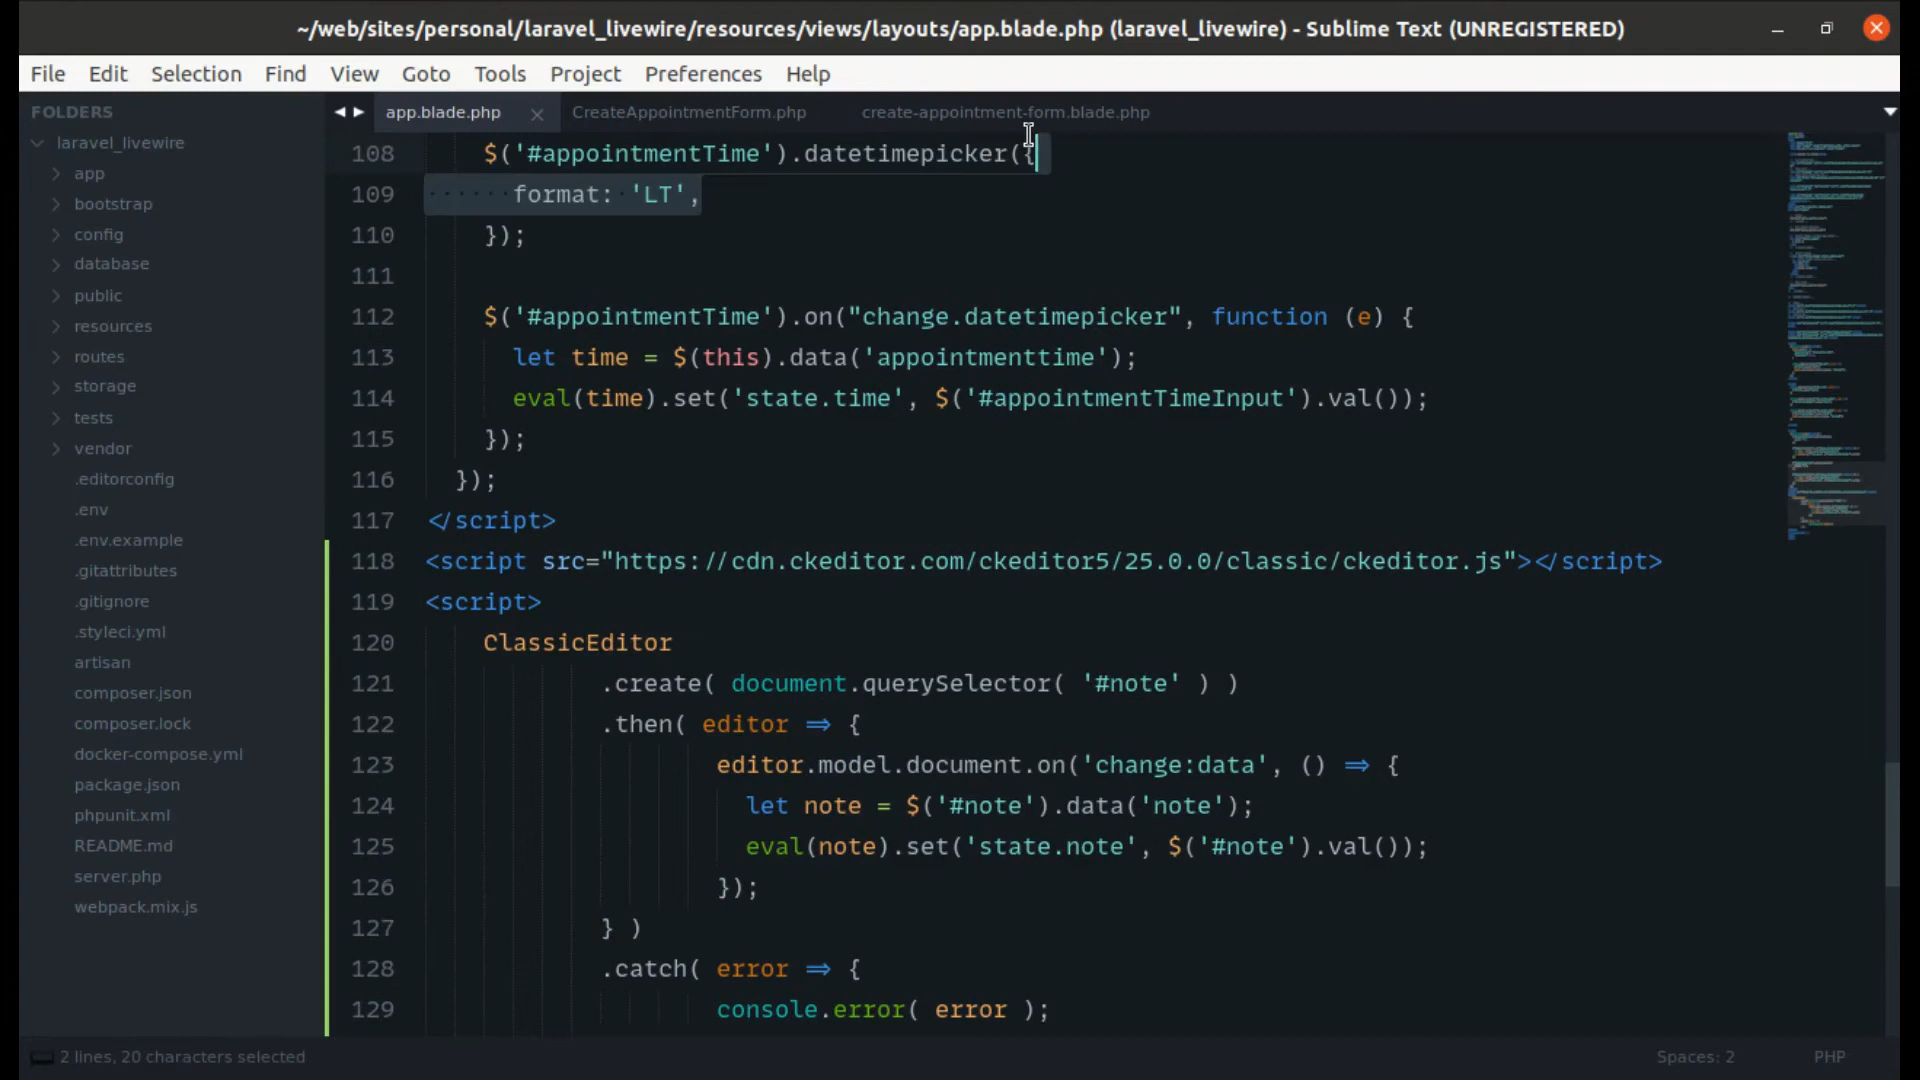 ~/web/sites/personal/laravel_livewire/resources/views/layouts/app.blade.php (laravel_livewire) - Sublime Text (UNREGISTERED)
File Edit Selection Find View Goto Tools Project Preferences Help
FOLDERS
laravel_livewire
app
bootstrap
config
database
public
resources
routes
storage
tests
vendor
.editorconfig
.env
.env.example
.gitattributes
.gitignore
.styleci.yml
artisan
composer.json
composer.lock
docker-compose.yml
package.json
phpunit.xml
README.md
server.php
webpack.mix.js
app.blade.php CreateAppointmentForm.php create-appointment-form.blade.php
108 $('#appointmentTime').datetimepicker({
109 format: 'LT',
110 });
111
112 $('#appointmentTime').on("change.datetimepicker", function (e) {
113 let time = $(this).data('appointmenttime');
114 eval(time).set('state.time', $('#appointmentTimeInput').val());
115 });
116 });
117 </script>
118 <script src="https://cdn.ckeditor.com/ckeditor5/25.0.0/classic/ckeditor.js"></script>
119 <script>
120 ClassicEditor
121 .create( document.querySelector( '#note' ) )
122 .then( editor => {
123 editor.model.document.on('change:data', () => {
124 let note = $('#note').data('note');
125 eval(note).set('state.note', $('#note').val());
126 });
127 } )
128 .catch( error => {
129 console.error( error );
2 lines, 20 characters selected Spaces: 2 PHP